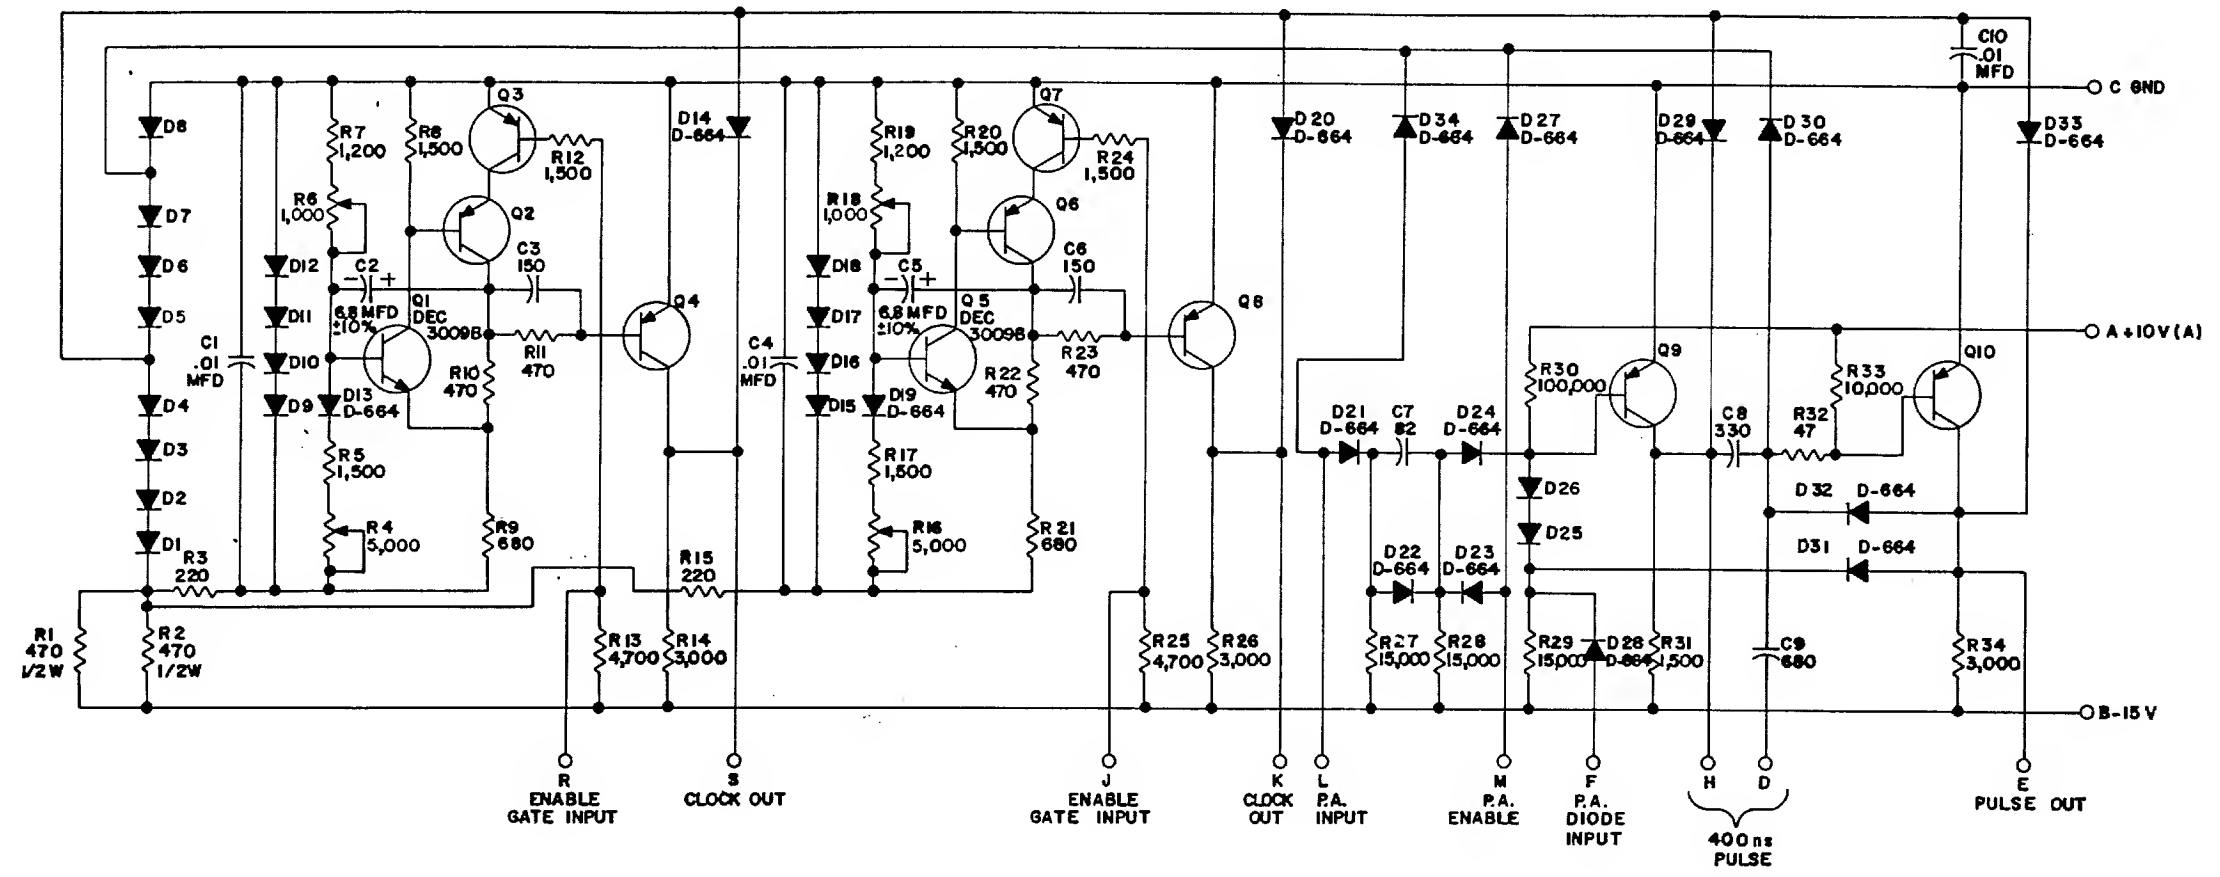 C10
.01
MFD
C GND
D8
R7
1,200
R8
1,500
Q3
R12
1,500
D14
D-664
R19
1,200
R20
1,500
Q7
R24
1,500
D20
D-664
D34
D-664
D27
D-664
D29
D-664
D30
D-664
D33
D-664
D7
R6
1,000
Q2
R18
1,000
Q6
D6
D12
C2
- +
6.8 MFD
±10%
C3
150
D18
C5
- +
6.8 MFD
±10%
C6
150
D5
D11
Q1
DEC
3009B
Q4
D17
Q5
DEC
3009B
Q8
A +10V(A)
C1
.01
MFD
D10
R11
470
C4
.01
MFD
D16
R23
470
R30
100,000
Q9
R33
10,000
Q10
D4
D9
D13
D-664
R10
470
D15
D19
D-664
R22
470
D21
D-664
C7
82
D24
D-664
C8
330
R32
47
D3
R5
1,500
R17
1,500
D2
D26
D32 D-664
D1
R4
5,000
R9
680
R16
5,000
R21
680
D25
D31 D-664
R3
220
R15
220
D22
D-664
D23
D-664
R1
470
1/2W
R2
470
1/2W
R13
4,700
R14
3,000
R25
4,700
R26
3,000
R27
15,000
R28
15,000
R29
15,000
D28
D-664
R31
1,500
C9
680
R34
3,000
B-15V
R
ENABLE
GATE INPUT
S
CLOCK OUT
J
ENABLE
GATE INPUT
K
CLOCK
OUT
L
P.A.
INPUT
M
P.A.
ENABLE
F
P.A.
DIODE
INPUT
H
D
400ns
PULSE
E
PULSE OUT